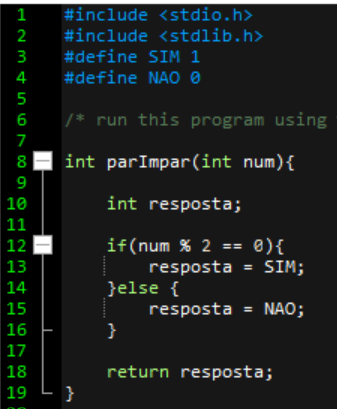 1 #include <stdio.h>
2 #include <stdlib.h>
3 #define SIM 1
4 #define NAO 0
5
6 /* run this program using
7
8 int parImpar(int num){
9
10 int resposta;
11
12 if(num % 2 == 0){
13 resposta = SIM;
14 }else {
15 resposta = NAO;
16 }
17
18 return resposta;
19 }